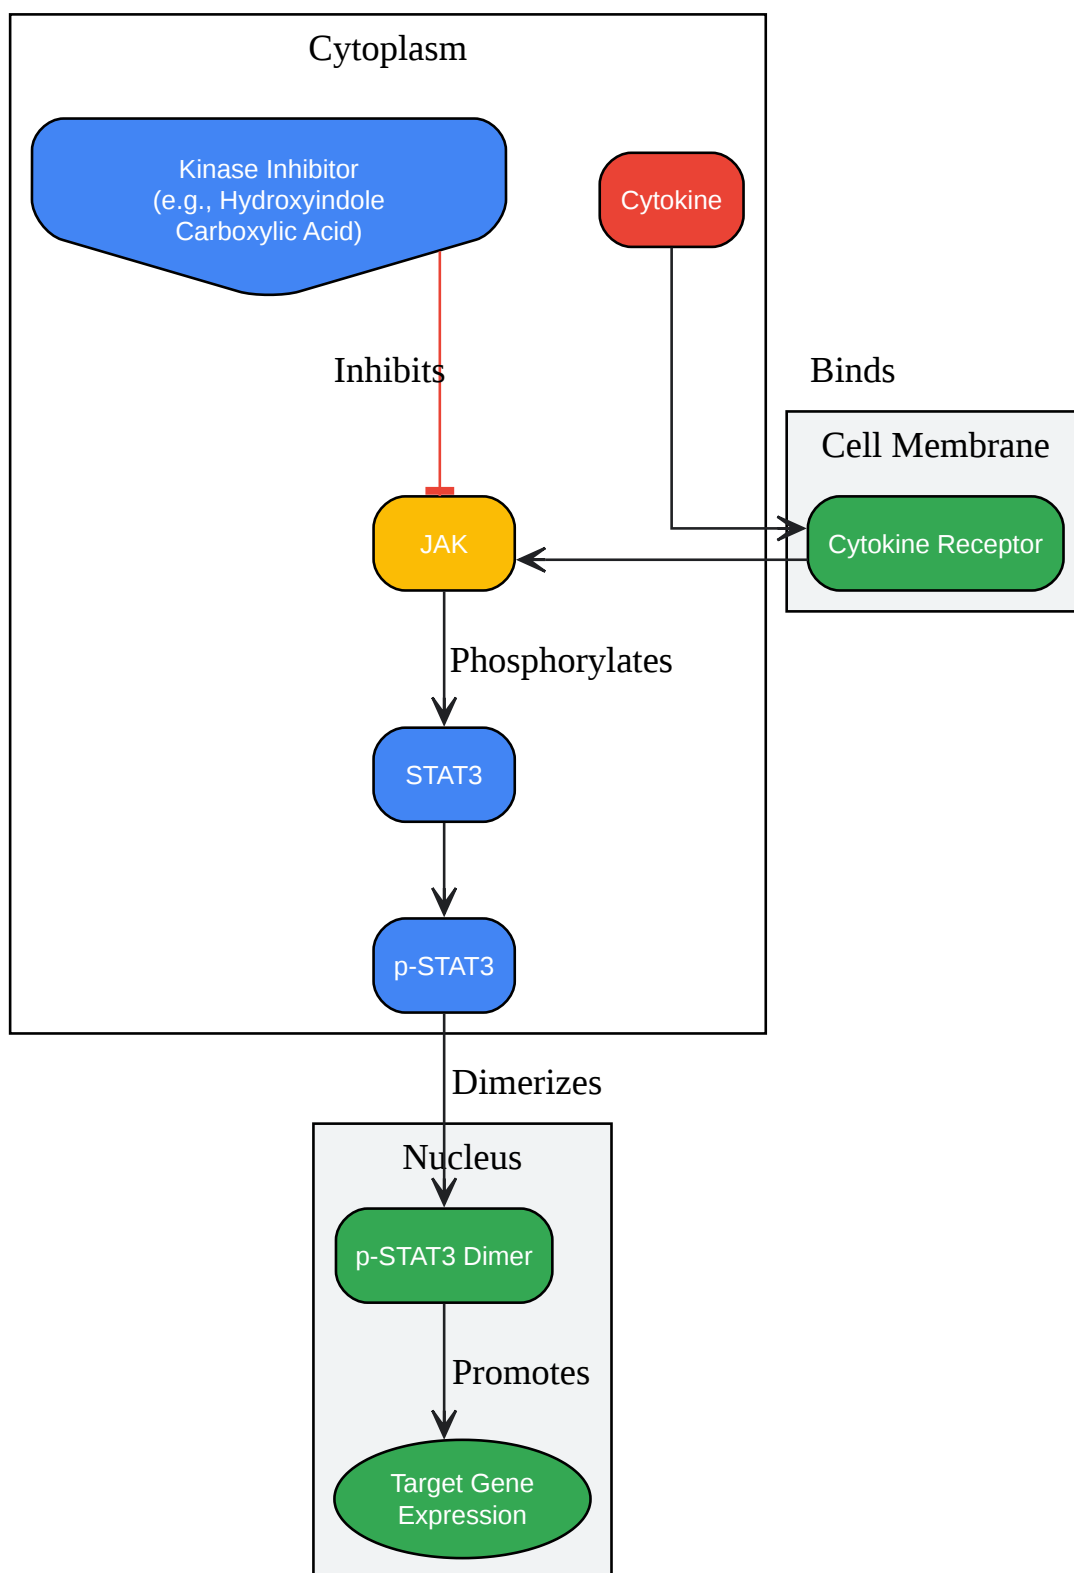 Cytoplasm
Kinase Inhibitor
(e.g., Hydroxyindole
Carboxylic Acid)
Cytokine
Inhibits
Binds
Cell Membrane
JAK
Cytokine Receptor
Phosphorylates
STAT3
p-STAT3
Dimerizes
Nucleus
p-STAT3 Dimer
Promotes
Target Gene
Expression